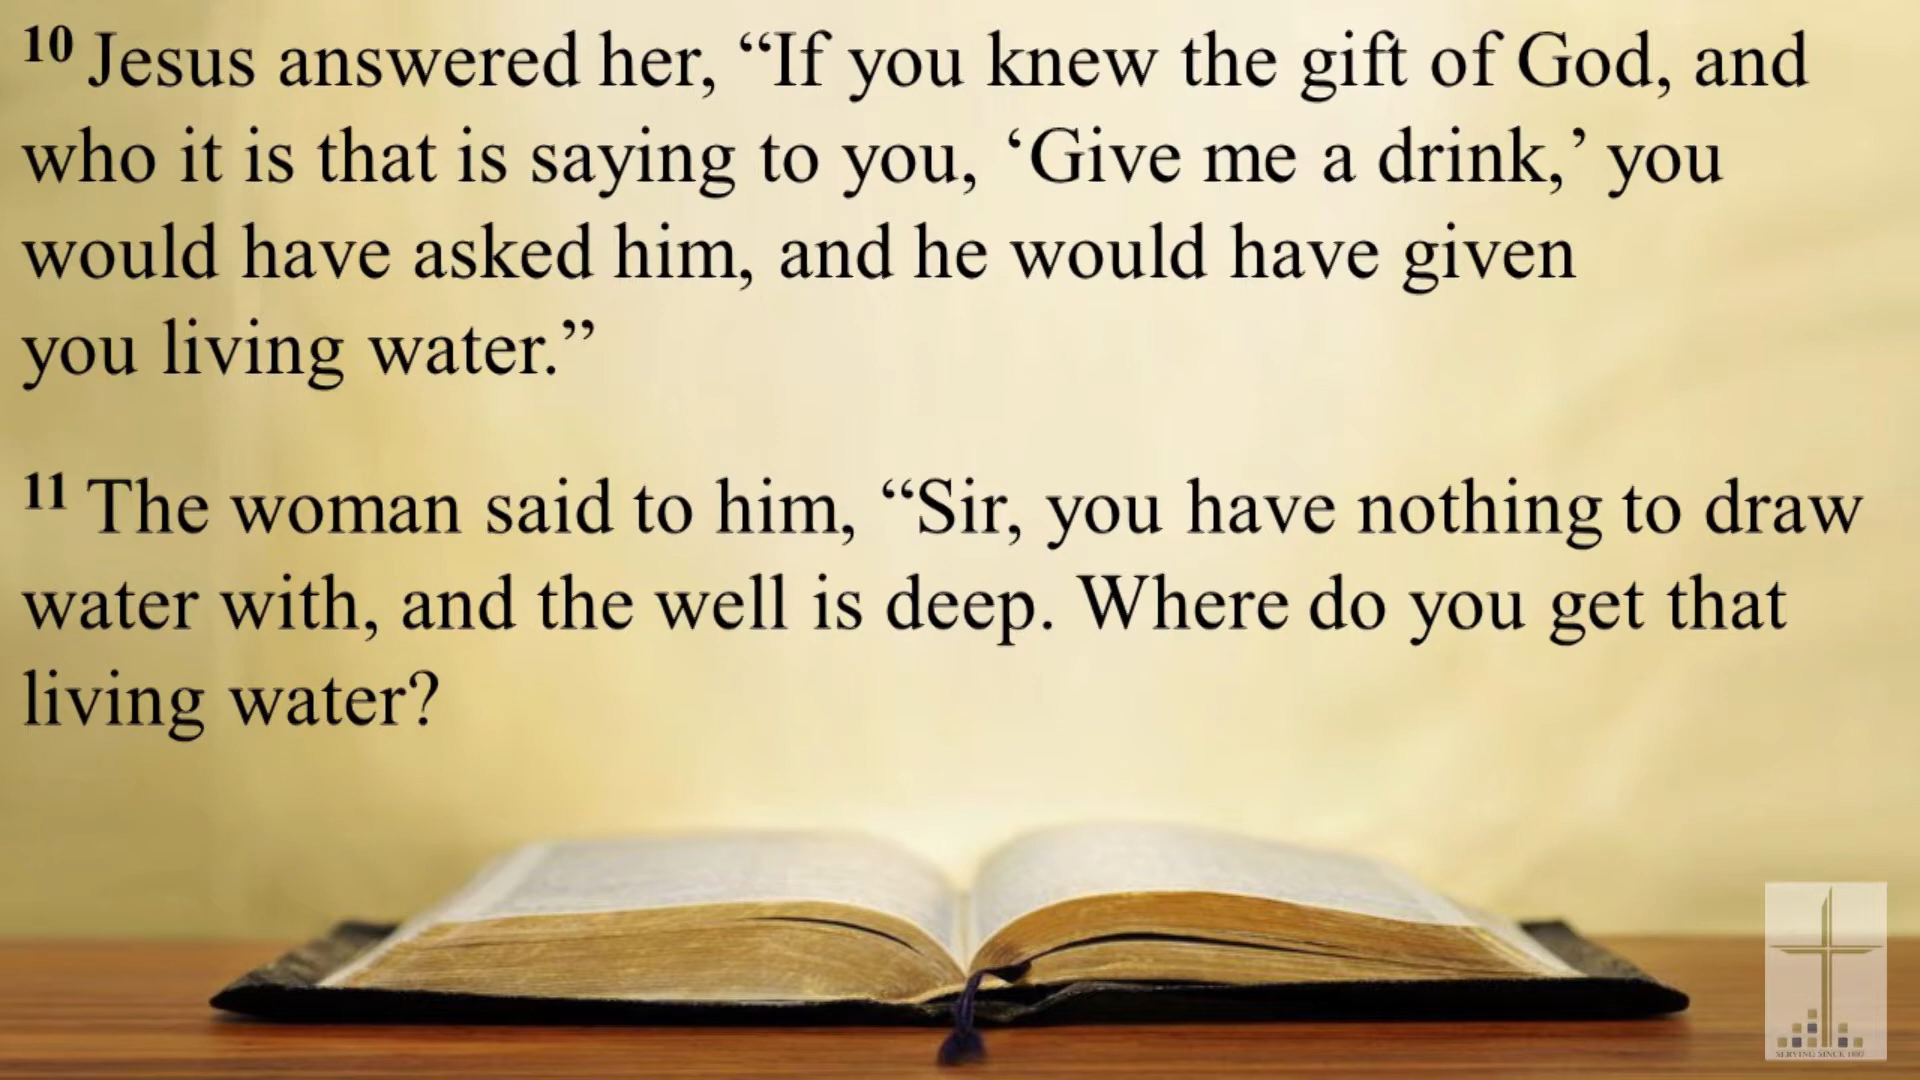 10 Jesus answered her, “If you knew the gift of God, and
who it is that is saying to you, ‘Give me a drink,’ you
would have asked him, and he would have given
you living water.”
11 The woman said to him, “Sir, you have nothing to draw
water with, and the well is deep. Where do you get that
living water?
SERVING SINCE